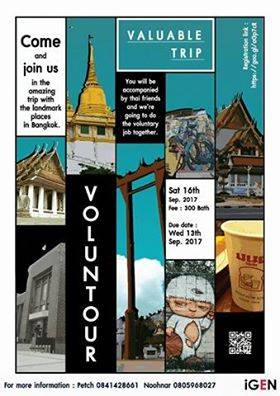 Come
and
join us
in the
amazing
trip with
the landmark
places
in Bangkok.
VALUABLE
TRIP
You will be
accompanied
by thai friends
and we're
going to do
the voluntary
job together.
VOLUNTOUR
Sat 16th
Sep. 2017
Fee : 300 Bath
Due date :
Wed 13th
Sep. 2017
Registration link :
For more information : Petch 0841428661 Noohnar 0805968027
iGEN